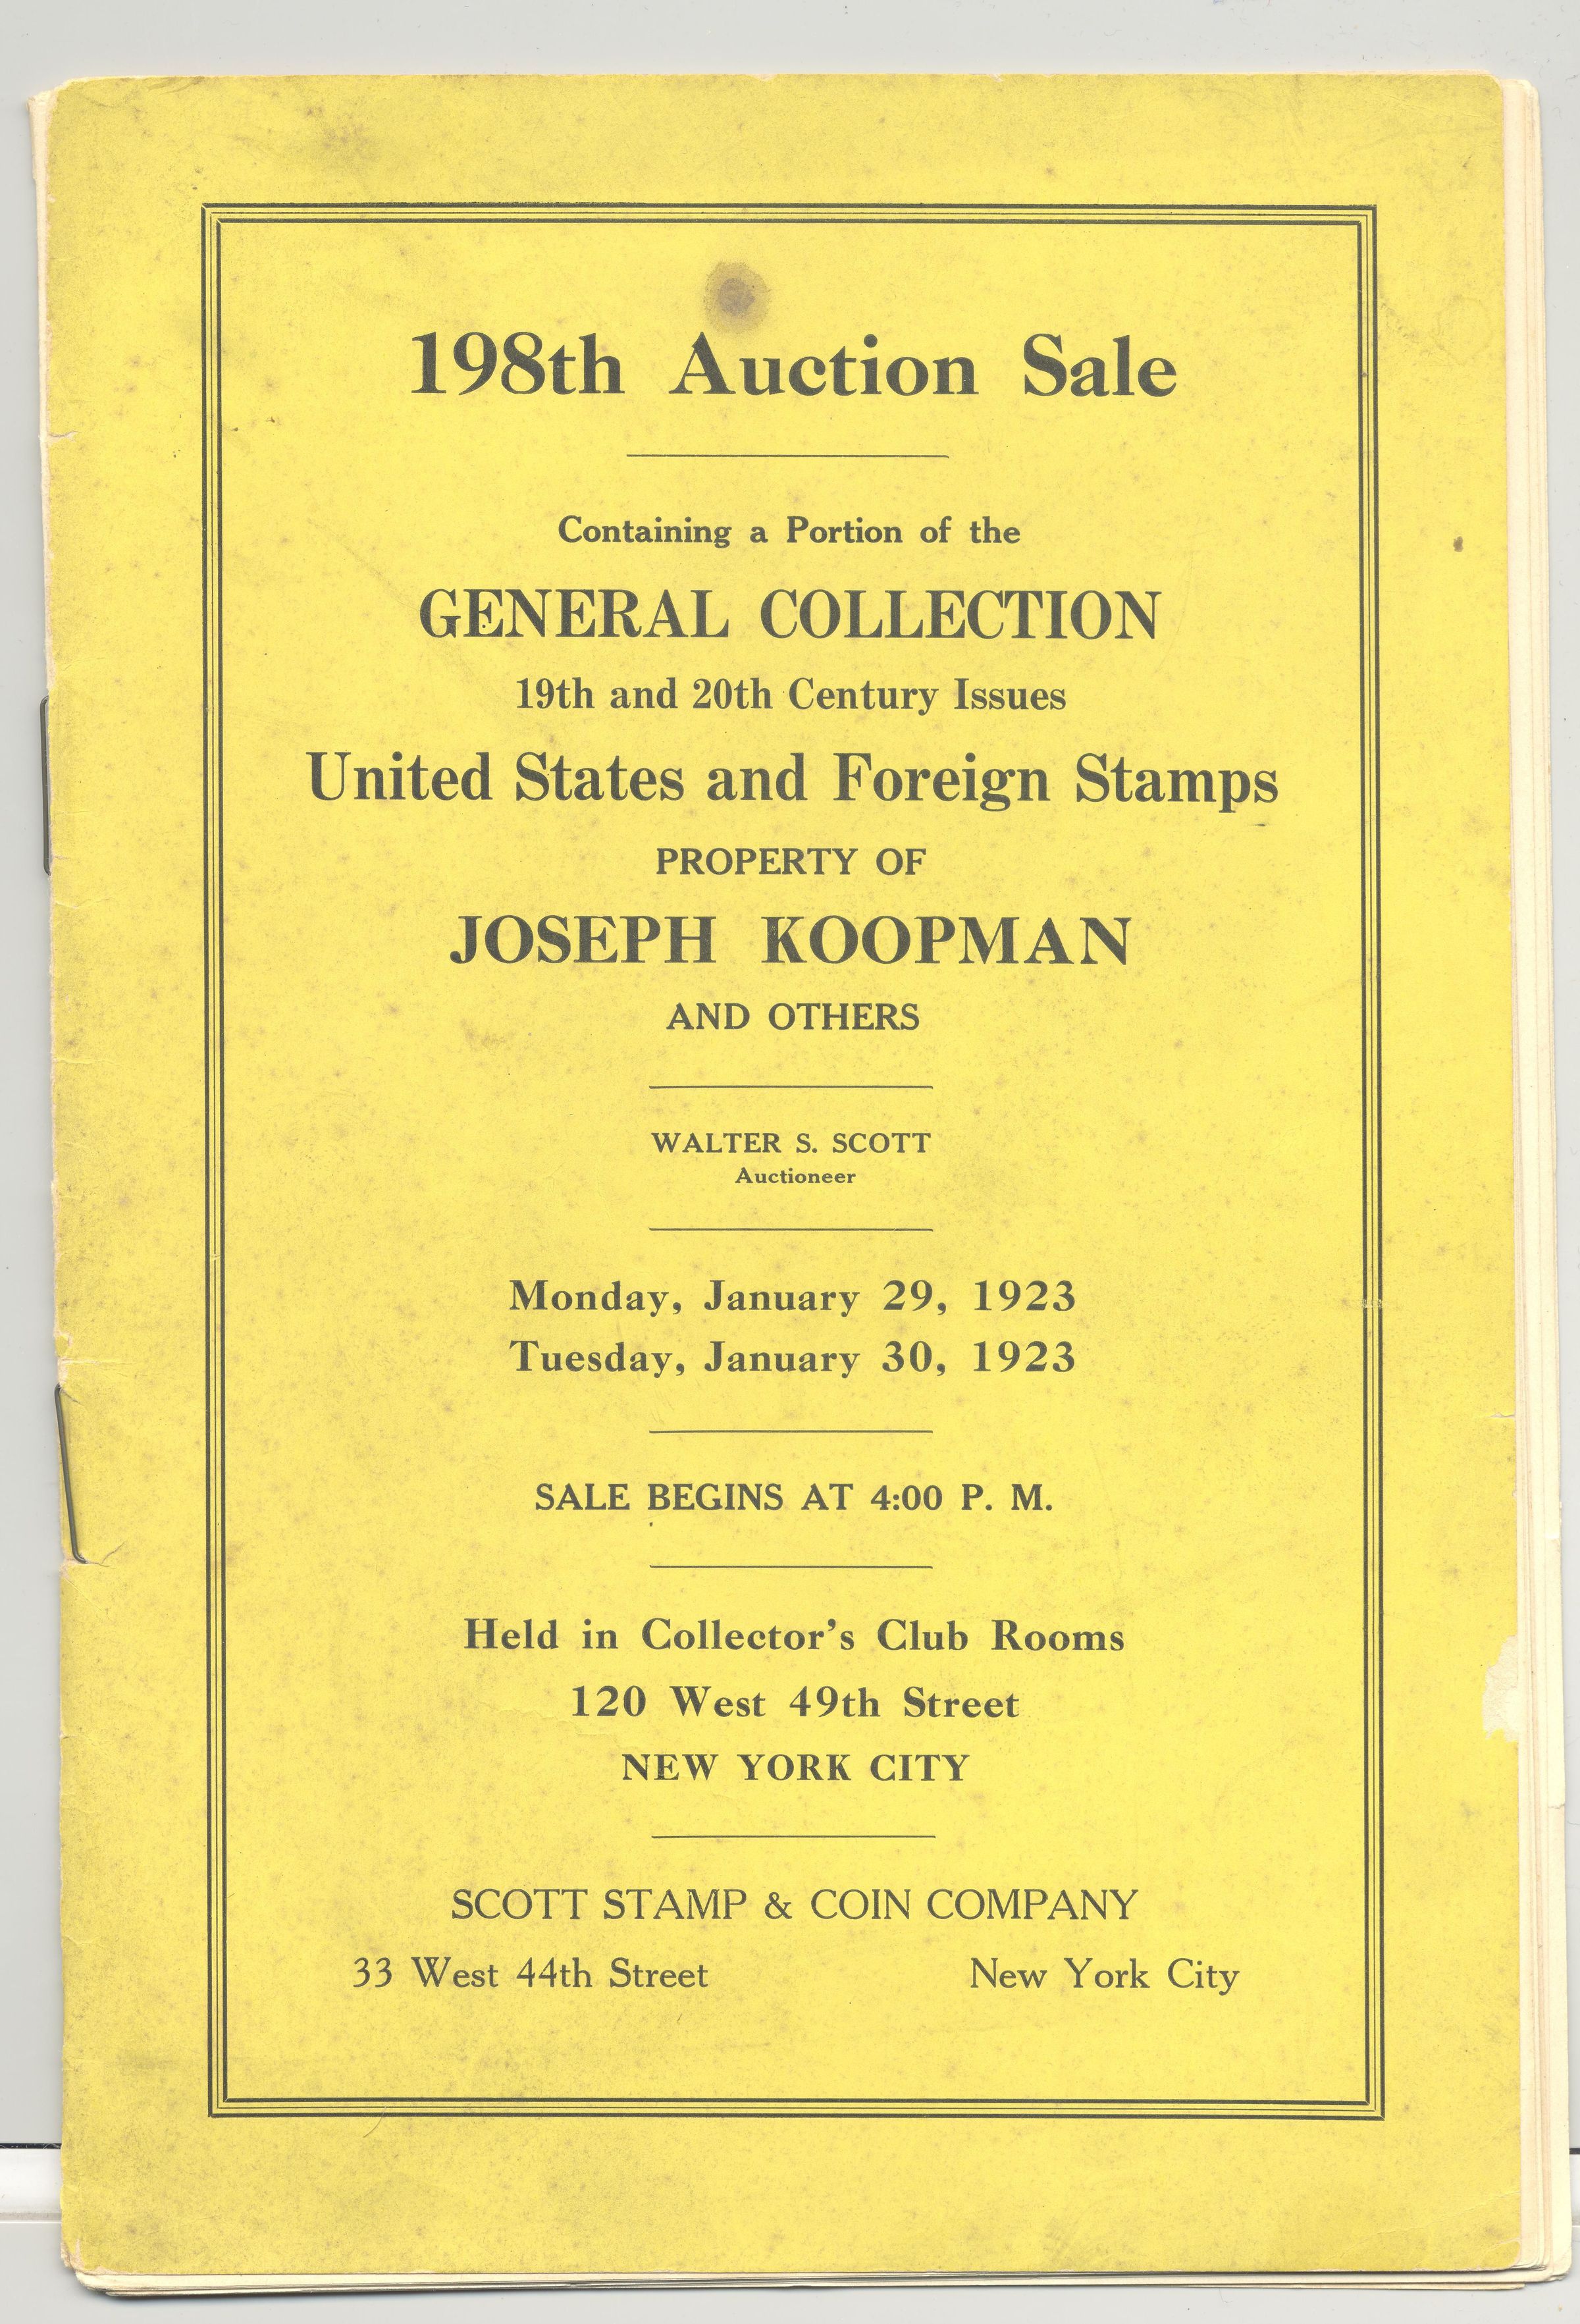 198th Auction Sale
Containing a Portion of the
GENERAL COLLECTION
19th and 20th Century Issues
United States and Foreign Stamps
PROPERTY OF
JOSEPH KOOPMAN
AND OTHERS
WALTER S. SCOTT
Auctioneer
Monday, January 29, 1923
Tuesday, January 30, 1923
SALE BEGINS AT 4:00 P. M.
Held in Collector's Club Rooms
120 West 49th Street
NEW YORK CITY
SCOTT STAMP & COIN COMPANY
33 West 44th Street New York City